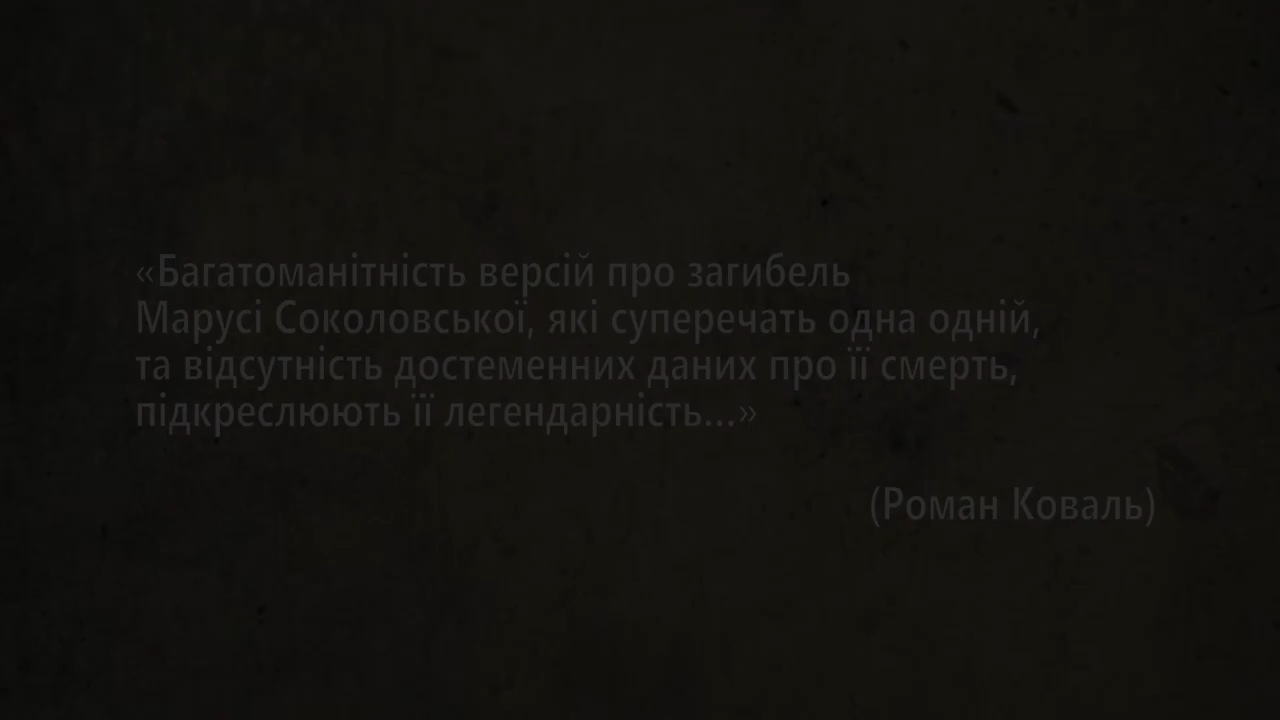 «Багатоманітність версій про загибель
Марусі Соколовської, які суперечать одна одній,
та відсутність достеменних даних про її смерть,
підкреслюють її легендарність...»
(Роман Коваль)